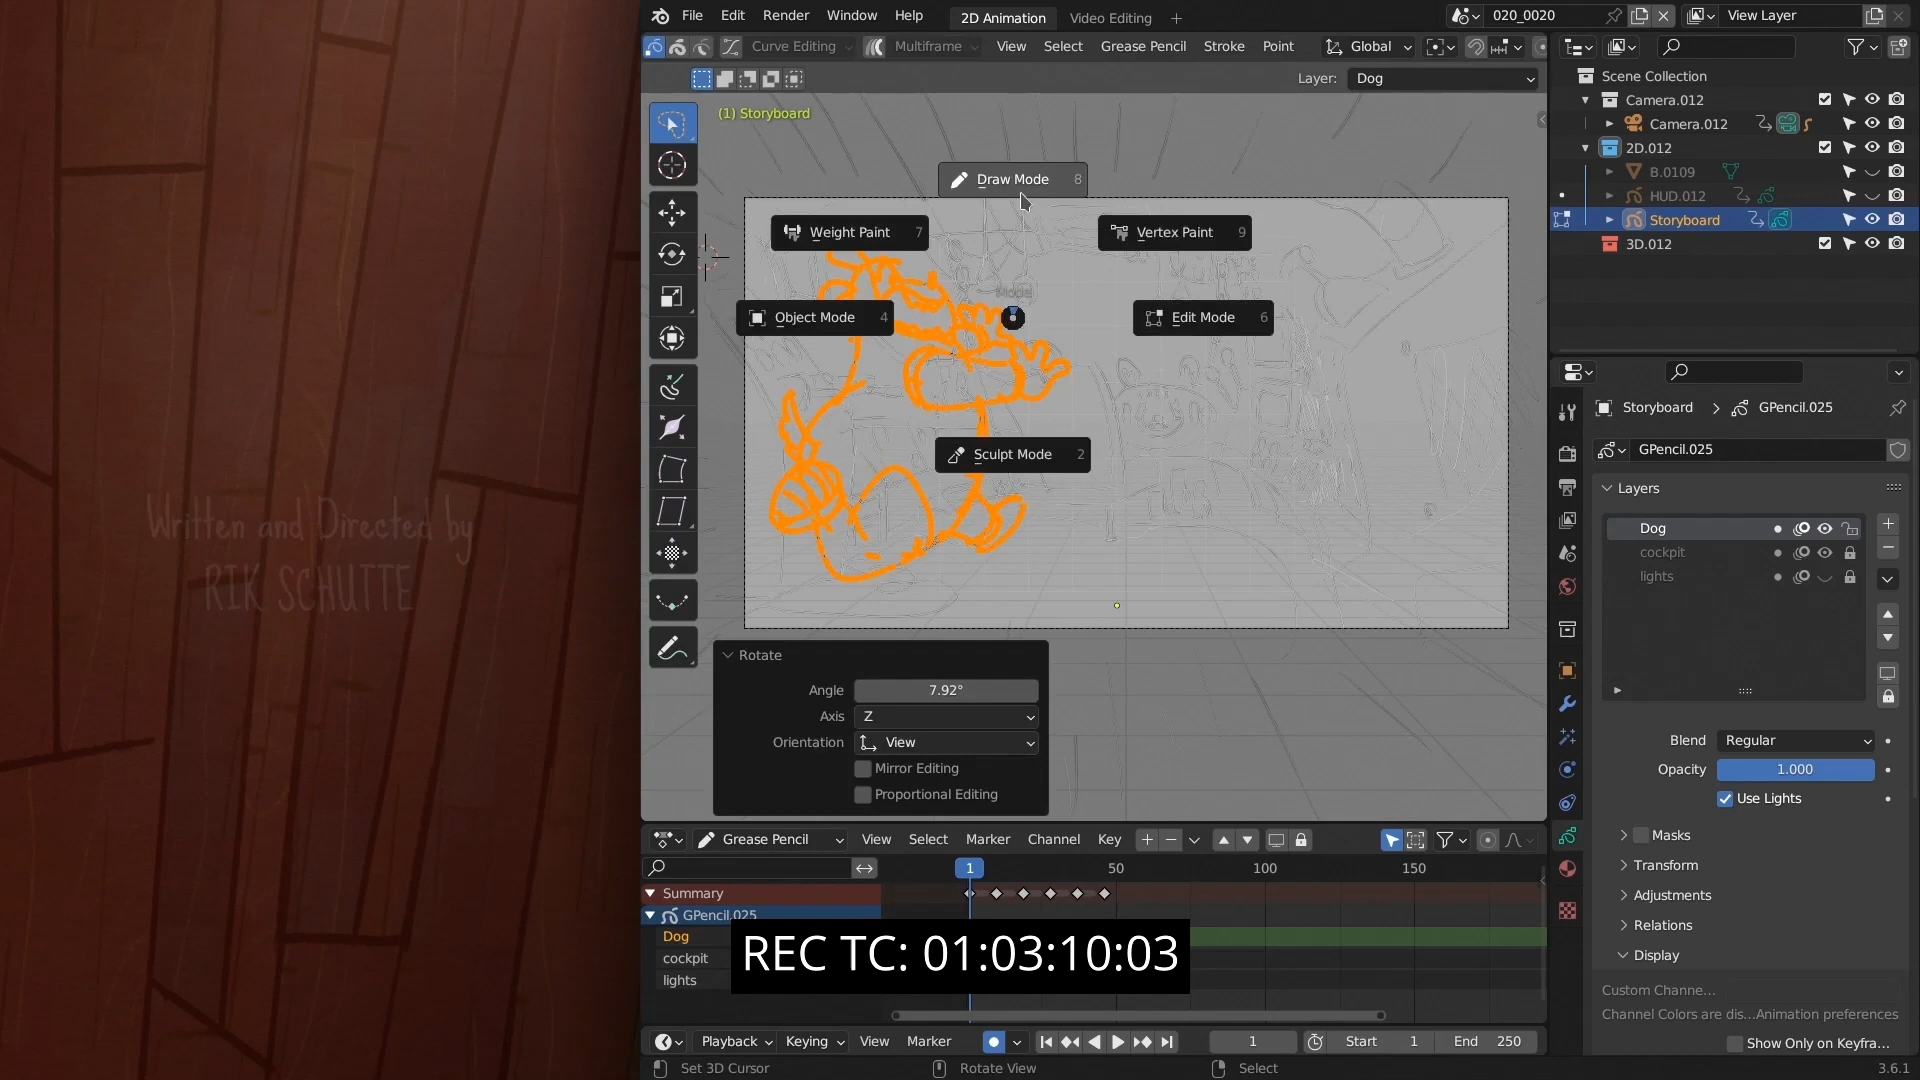 Written and Directed by
RIK SCHUTTE
File Edit Render Window Help 2D Animation Video Editing 020_0020 View Layer
Curve Editing Multiframe View Select Grease Pencil Stroke Point Global
Layer: Dog
(1) Storyboard
Draw Mode 8
Weight Paint 7
Vertex Paint 9
Mode
Object Mode 4
Edit Mode 6
Sculpt Mode 2
Rotate
Angle 7.92°
Axis Z
Orientation View
Mirror Editing
Proportional Editing
Scene Collection
Camera.012
Camera.012
2D.012
B.0109
HUD.012
Storyboard
3D.012
Storyboard GPencil.025
GPencil.025
Layers
Dog
cockpit
lights
Blend Regular
Opacity 1.000
Use Lights
Masks
Transform
Adjustments
Relations
Display
Custom Channe...
Channel Colors are dis...Animation preferences
Show Only on Keyfra...
Grease Pencil View Select Marker Channel Key
1 50 100 150
Summary
GPencil.025
Dog
cockpit
lights
REC TC: 01:03:10:03
Playback Keying View Marker 1 Start 1 End 250
Set 3D Cursor Rotate View Select 3.6.1